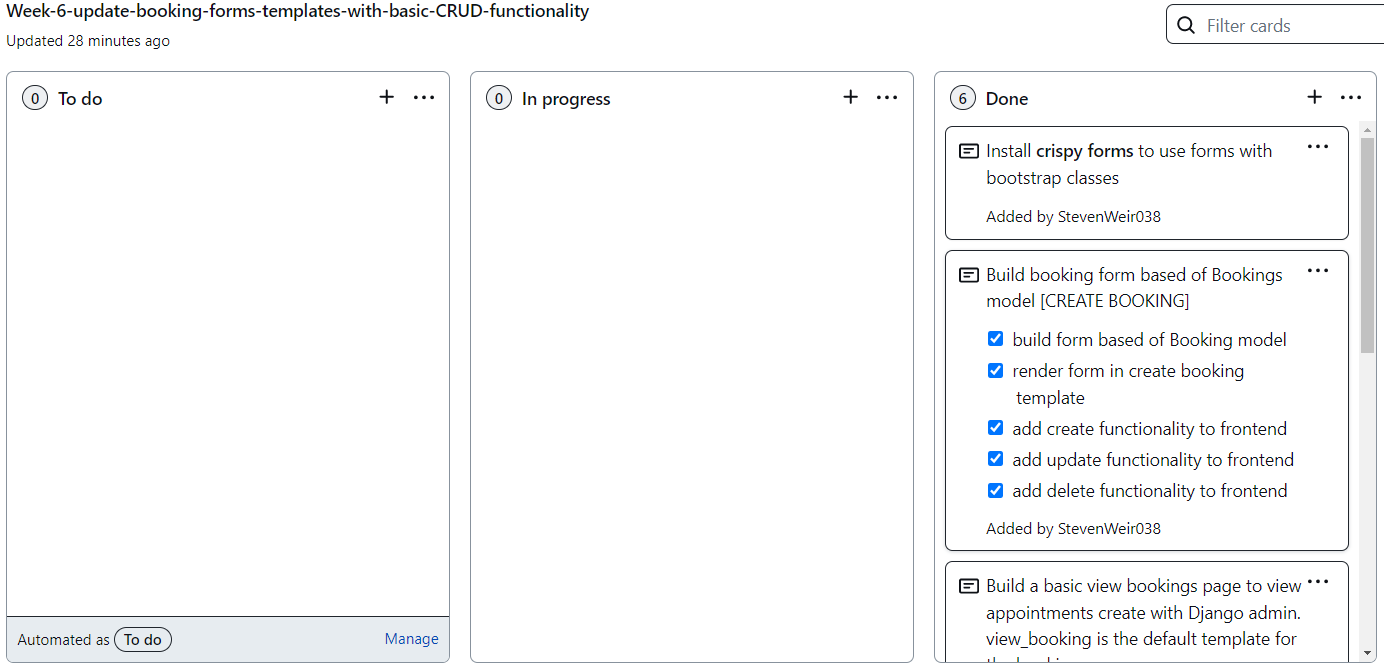 Week-6-update-booking-forms-templates-with-basic-CRUD-functionality
Updated 28 minutes ago
Filter cards
0 To do
0 In progress
6 Done
Install crispy forms to use forms with
bootstrap classes
Added by StevenWeir038
Build booking form based of Bookings
model [CREATE BOOKING]
build form based of Booking model
render form in create booking
template
add create functionality to frontend
add update functionality to frontend
add delete functionality to frontend
Added by StevenWeir038
Build a basic view bookings page to view
appointments create with Django admin.
view_booking is the default template for
Automated as To do
Manage